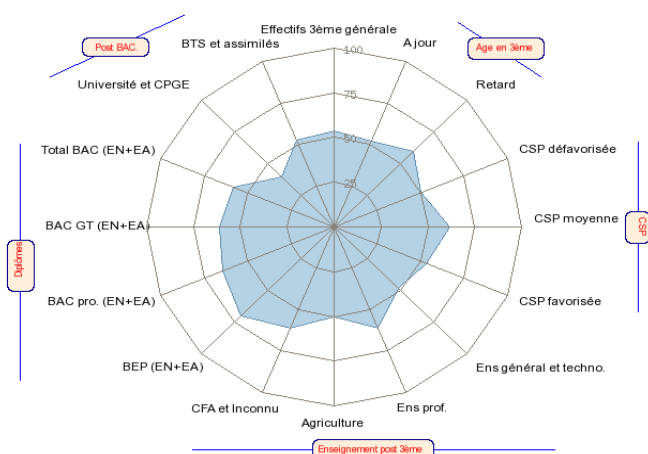 Effectifs 3ème générale
BTS et assimilés
A jour
Post BAC.
Age en 3ème
100
Université et CPGE
Retard
75
50
Total BAC (EN+EA)
CSP défavorisée
25
BAC GT (EN+EA)
CSP moyenne
CSP
Diplômes
BAC pro. (EN+EA)
CSP favorisée
BEP (EN+EA)
Ens général et techno.
CFA et Inconnu
Ens prof.
Agriculture
Enseignement post 3ème